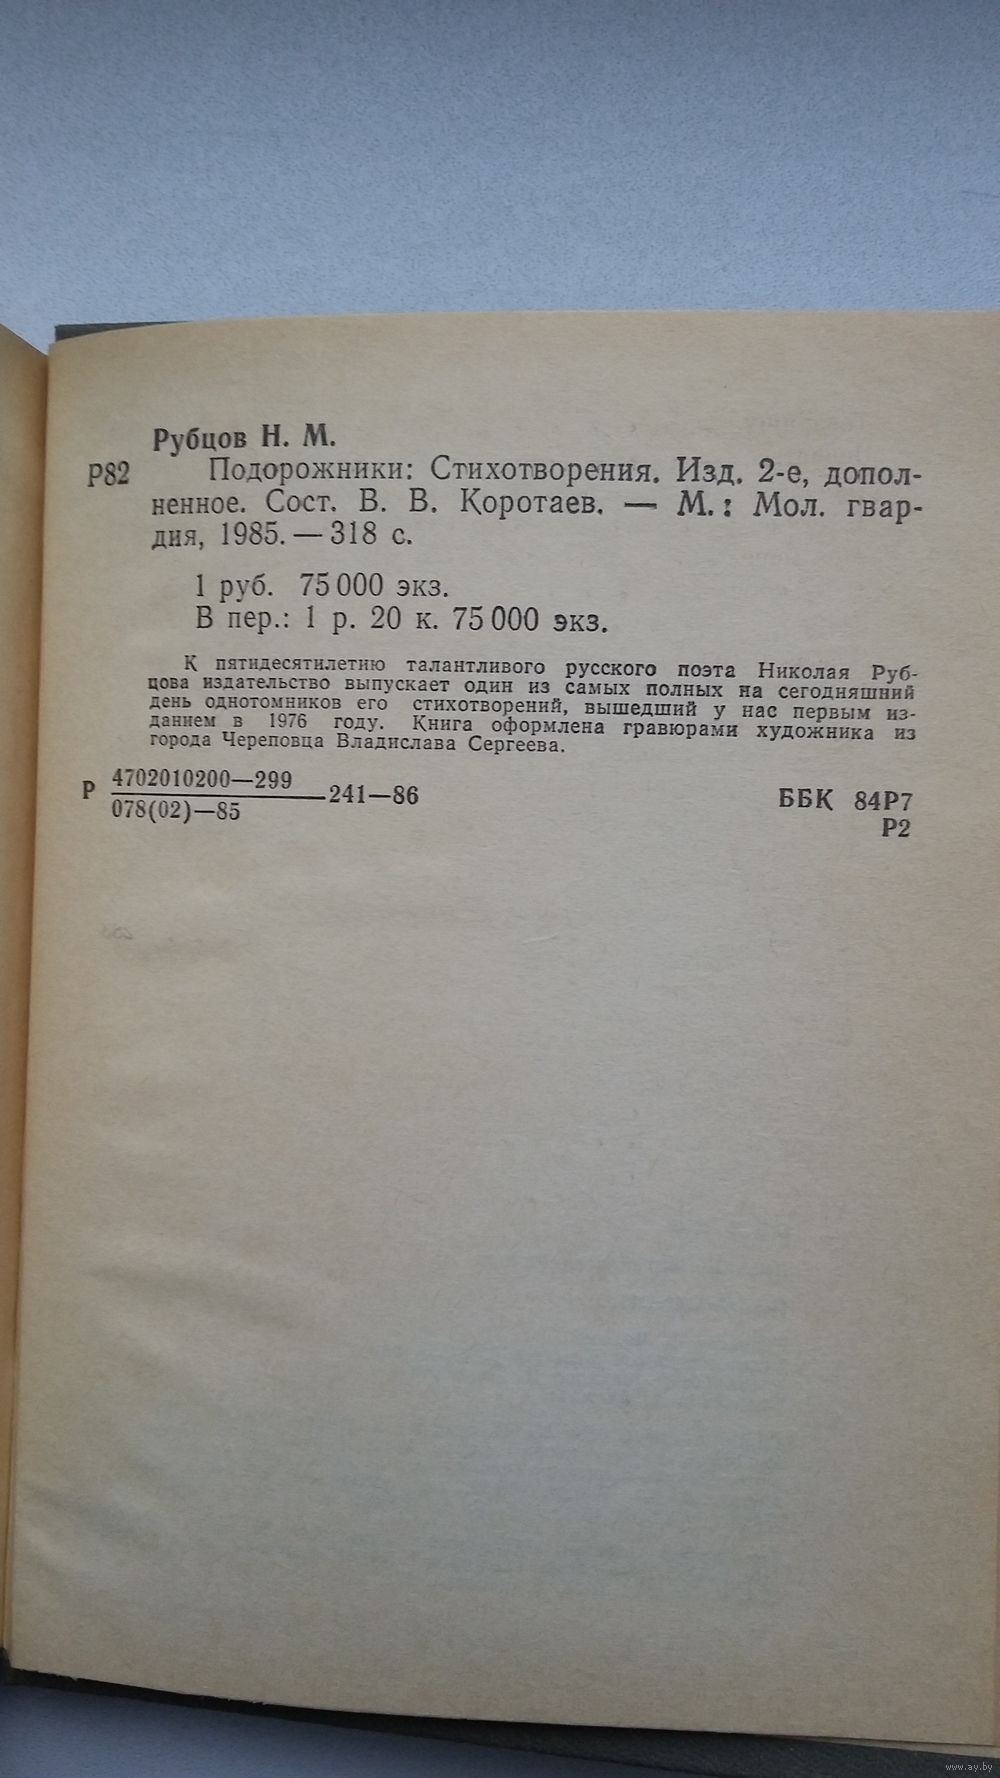 Рубцов Н. М.
Р82 Подорожники: Стихотворения. Изд. 2-е, допол-
ненное. Сост. В. В. Коротаев. — М.: Мол. гвар-
дия, 1985. — 318 с.
1 руб. 75 000 экз.
В пер.: 1 р. 20 к. 75 000 экз.
К пятидесятилетию талантливого русского поэта Николая Руб-
цова издательство выпускает один из самых полных на сегодняшний
день однотомников его стихотворений, вышедший у нас первым из-
данием в 1976 году. Книга оформлена гравюрами художника из
города Череповца Владислава Сергеева.
Р 4702010200—299
078(02)—85
—241—86
ББК 84Р7
Р2
www.ay.by